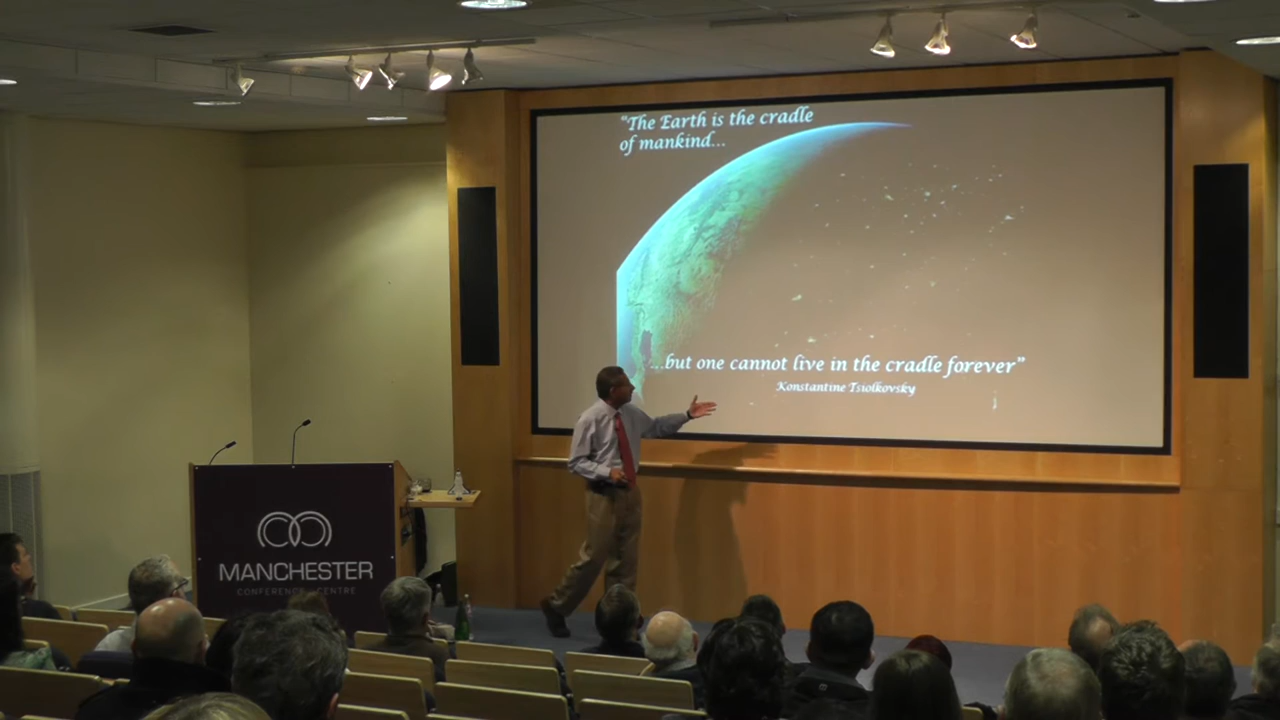 "The Earth is the cradle
of mankind...
...but one cannot live in the cradle forever"
Konstantine Tsiolkovsky
MANCHESTER
CONFERENCE CENTRE